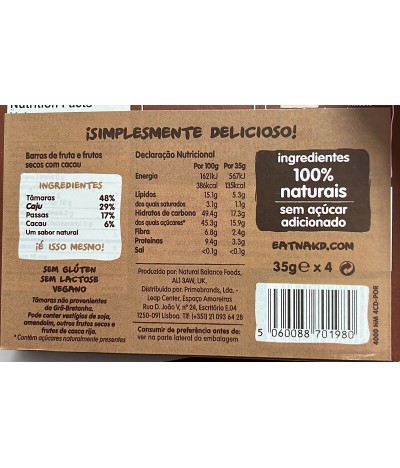 Nutrition Facts
¡SIMPLESMENTE DELICIOSO!
Barras de fruta e frutos
secos com cacau
INGREDIENTES
Tâmaras 48%
Caju 29%
Passas 17%
Cacau 6%
Um sabor natural
¡É ISSO MESMO!
SEM GLÚTEN
SEM LACTOSE
VEGANO
Tâmaras não provenientes
da Grã-Bretanha.
Pode conter vestígios de soja,
amendoim, outros frutos secos e
frutos de casca rija.
* Contém açúcares naturalmente presentes
Declaração Nutricional
Por 100g Por 35g
Energia 1621kJ 567kJ
386kcal 135kcal
Lípidos 15.1g 5.3g
dos quais saturados 3.1g 1.1g
Hidratos de carbono 49.4g 17.3g
dos quais açúcares* 45.3g 15.9g
Fibra 6.8g 2.4g
Proteínas 9.4g 3.3g
Sal <0.1g <0.1g
Produzido por: Natural Balance Foods,
AL1 3AW, UK.
Distribuído por: Primebrands, Lda. -
Leap Center, Espaço Amoreiras
Rua D. João V, nº 24, Escritório E.04
1250-091 Lisboa. Tlf: (+351) 21 093 64 28
Consumir de preferência antes de:
ver na parte lateral da embalagem
ingredientes
100%
naturais
sem açúcar
adicionado
EATNAKD.COM
35g e x 4
5 060088 701980
4000 NM 4CD-POR